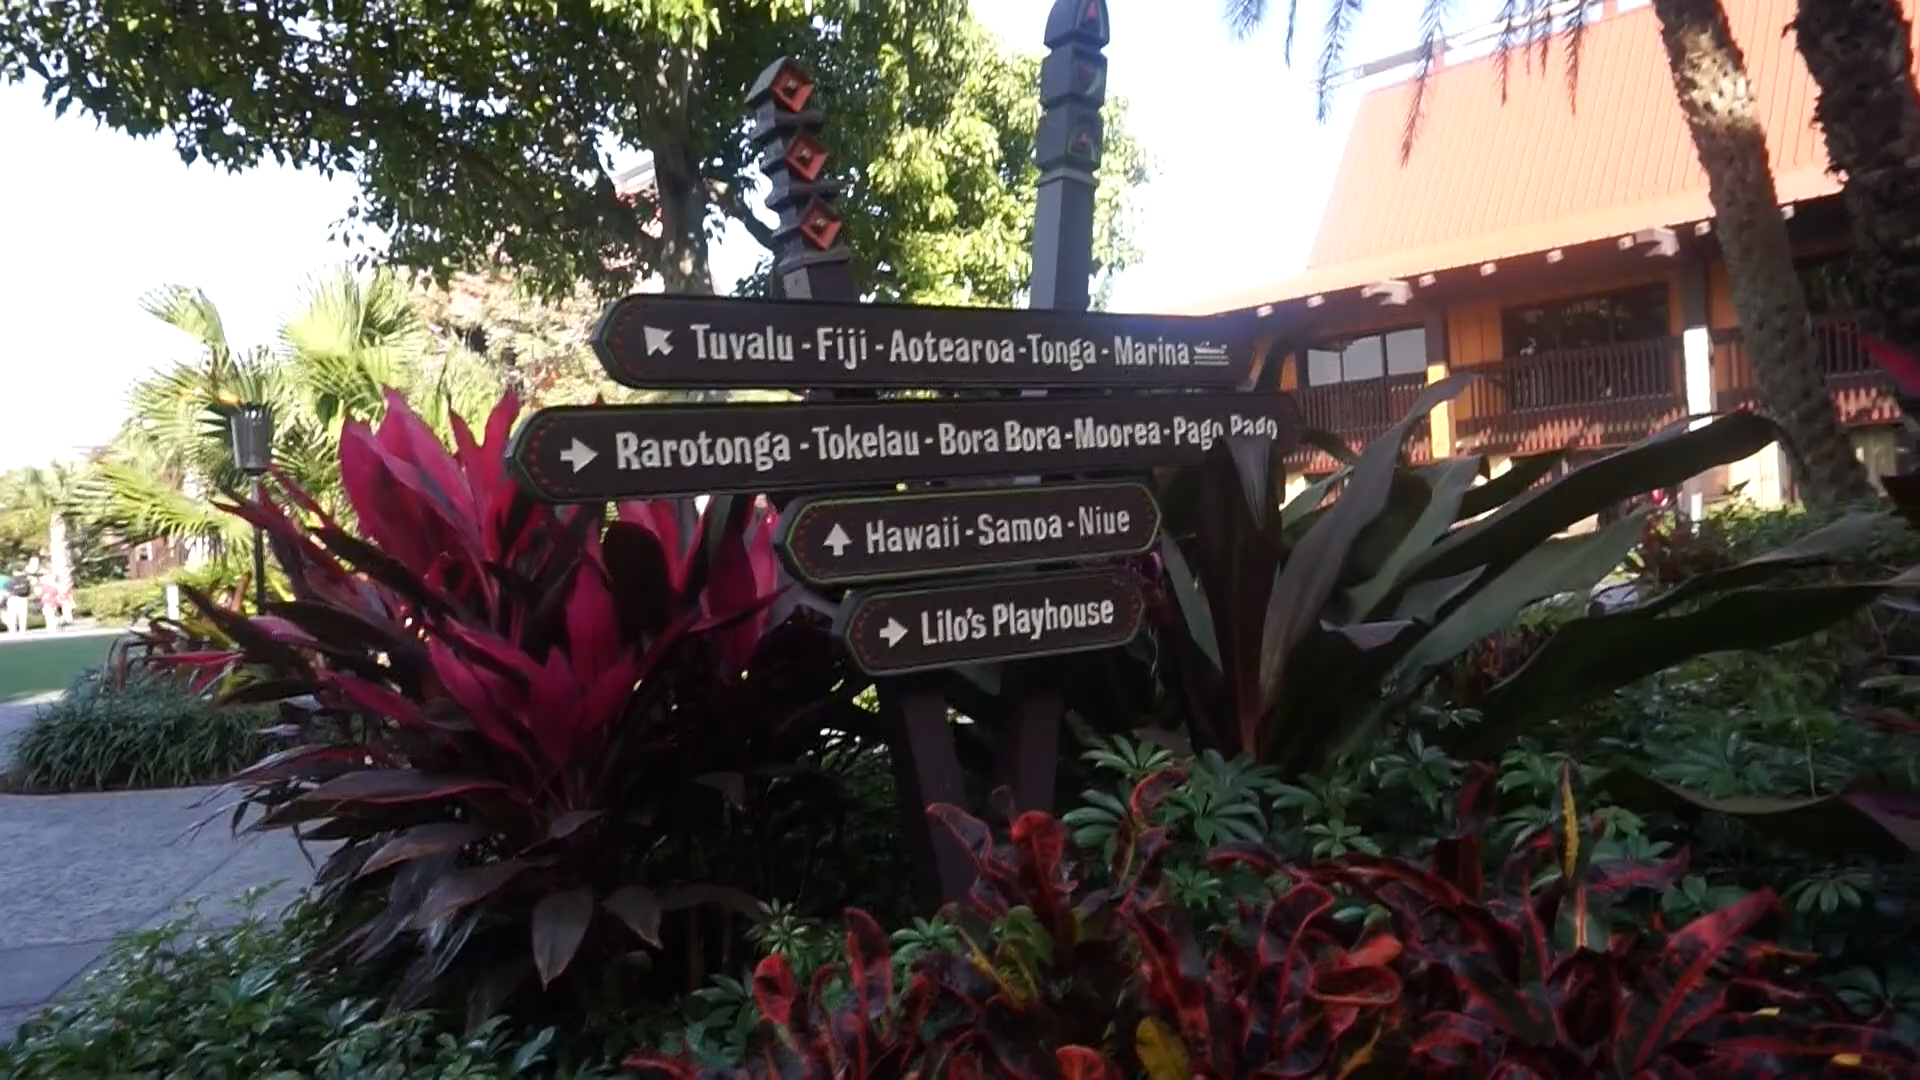 Tuvalu - Fiji - Aotearoa - Tonga - Marina
Rarotonga - Tokelau - Bora Bora - Moorea - Pago Pago
Hawaii - Samoa - Niue
Lilo's Playhouse